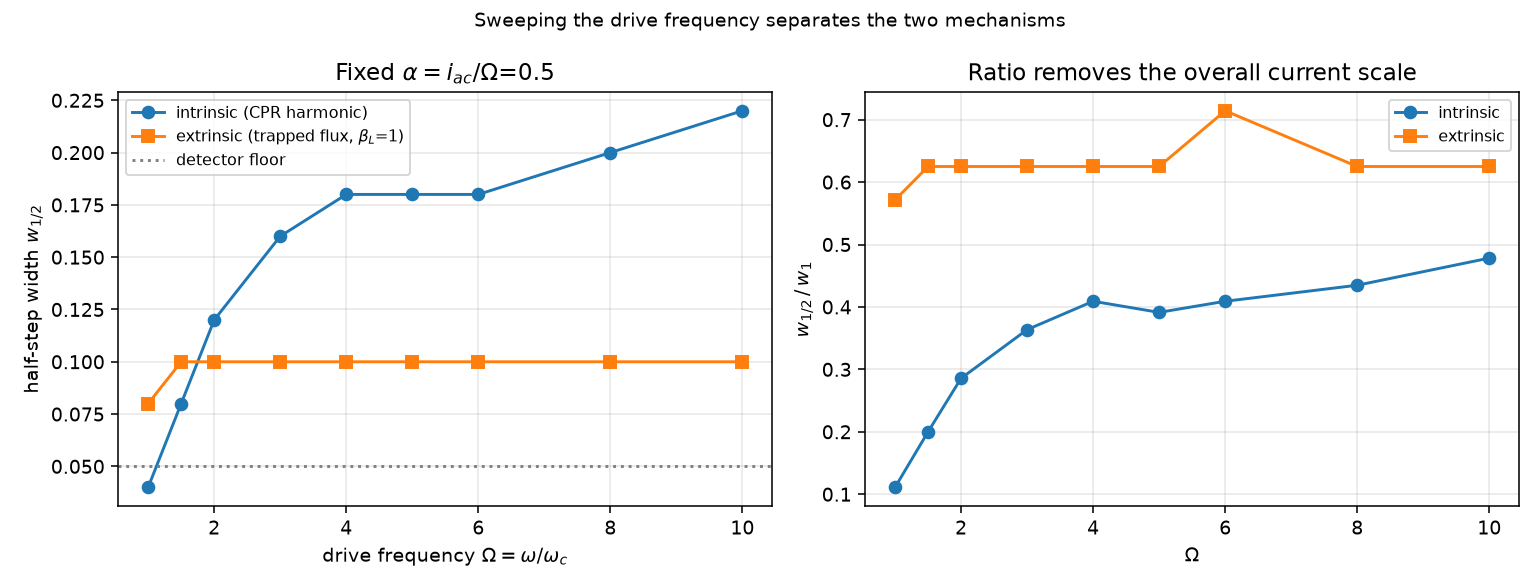 Sweeping the drive frequency separates the two mechanisms
Fixed α = i_ac/Ω=0.5
intrinsic (CPR harmonic)
extrinsic (trapped flux, β_L=1)
detector floor
half-step width w_1/2
0.225
0.200
0.175
0.150
0.125
0.100
0.075
0.050
2
4
6
8
10
drive frequency Ω = ω/ω_c
Ratio removes the overall current scale
intrinsic
extrinsic
w_1/2 / w_1
0.7
0.6
0.5
0.4
0.3
0.2
0.1
2
4
6
8
10
Ω